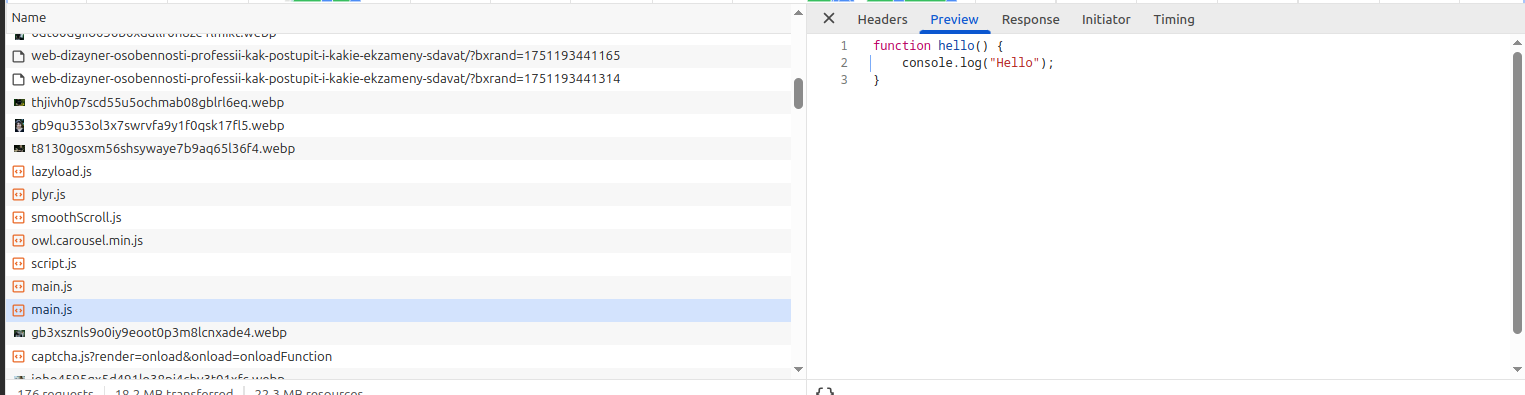 Name
web-dizayner-osobennosti-professii-kak-postupit-i-kakie-ekzameny-sdavat/?bxrand=1751193441165
web-dizayner-osobennosti-professii-kak-postupit-i-kakie-ekzameny-sdavat/?bxrand=1751193441314
thjivh0p7scd55u5ochmab08gblrl6eq.webp
gb9qu353ol3x7swrvfa9y1f0qsk17fl5.webp
t8130gosxm56shsywaye7b9aq65l36f4.webp
lazyload.js
plyr.js
smoothScroll.js
owl.carousel.min.js
script.js
main.js
main.js
gb3xsznls9o0iy9eoot0p3m8lcnxade4.webp
captcha.js?render=onload&onload=onloadFunction
176 requests 18.2 MB transferred 22.3 MB resources
Headers Preview Response Initiator Timing
1 function hello() {
2 console.log("Hello");
3 }
{}